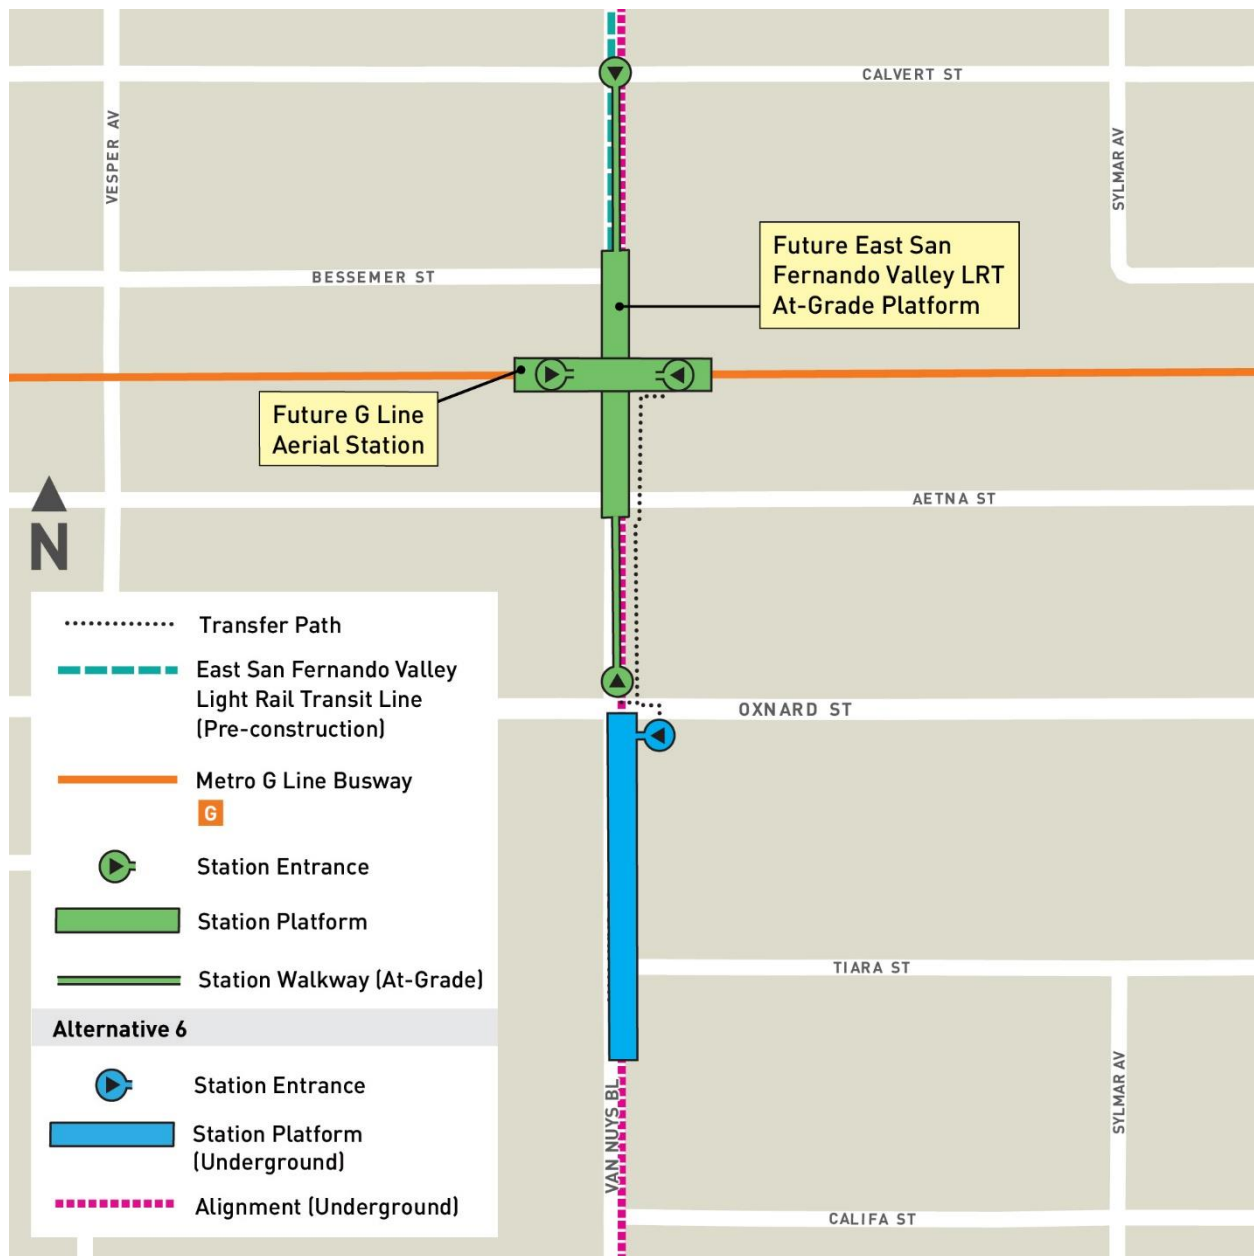 CALVERT ST
VESPER AV
SYLMAR AV
Future East San
Fernando Valley LRT
At-Grade Platform
BESSEMER ST
Future G Line
Aerial Station
N
AETNA ST
Transfer Path
East San Fernando Valley
Light Rail Transit Line
(Pre-construction)
OXNARD ST
Metro G Line Busway
G
Station Entrance
Station Platform
Station Walkway (At-Grade)
TIARA ST
Alternative 6
Station Entrance
Station Platform
(Underground)
Alignment (Underground)
VAN NUYS BL
SYLMAR AV
CALIFA ST